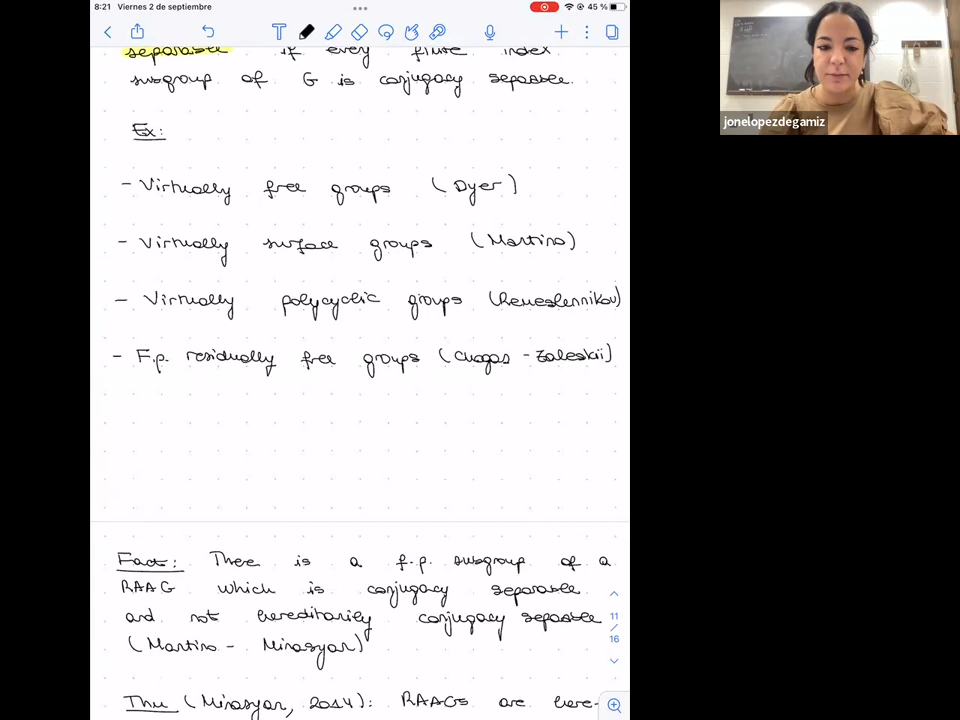 8:21 Viernes 2 de septiembre
45 %
separable if every finite index
subgroup of G is conjugacy separable.
Ex:
- Virtually free groups (Dyer)
- Virtually surface groups (Martino)
- Virtually polycyclic groups (Remeslennikov)
- F.p. residually free groups (Chagas - Zalesskii)
Fact: There is a f.p. subgroup of a
RAAG which is conjugacy separable
and not hereditarily conjugacy separable
(Martino - Minasyan)
Thm (Minasyan, 2014): RAAGs are here-
11
/
16
T
jonelopezdegamiz